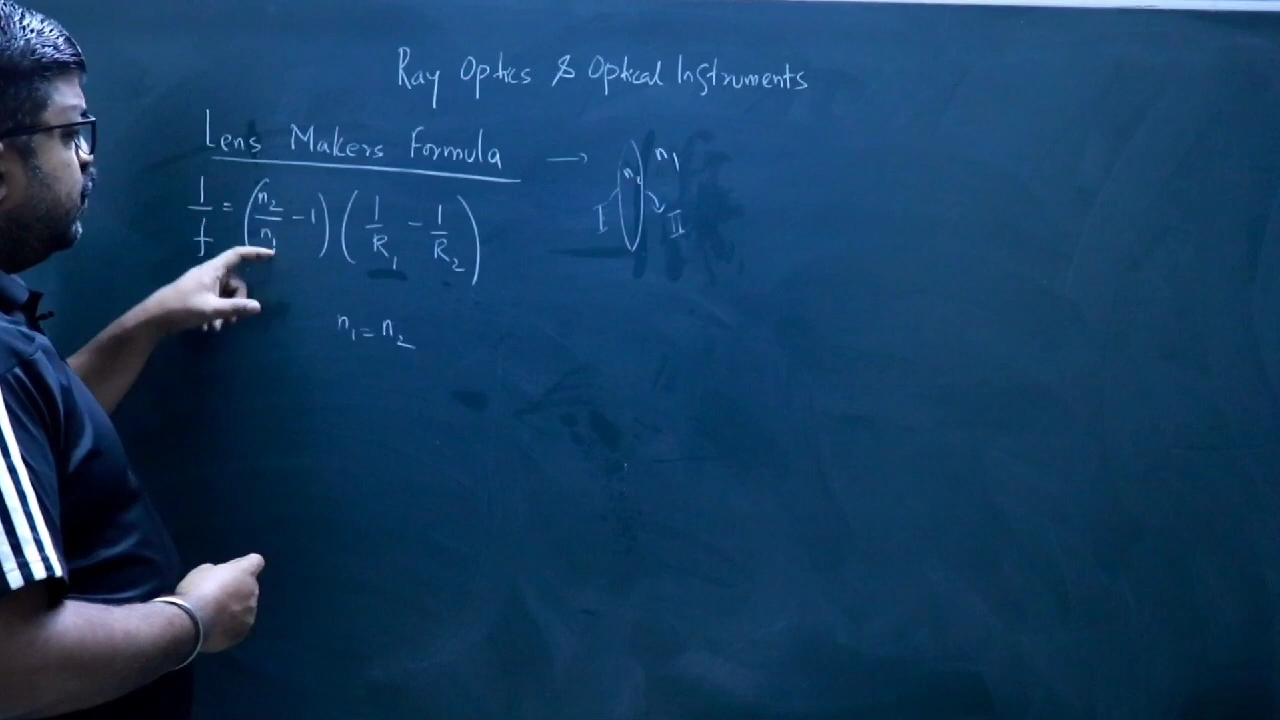 Ray Optics & Optical Instruments
Lens Makers Formula →
n₁
n₂
I
II
1/f = (n₂/n₁ - 1) (1/R₁ - 1/R₂)
n₁ = n₂